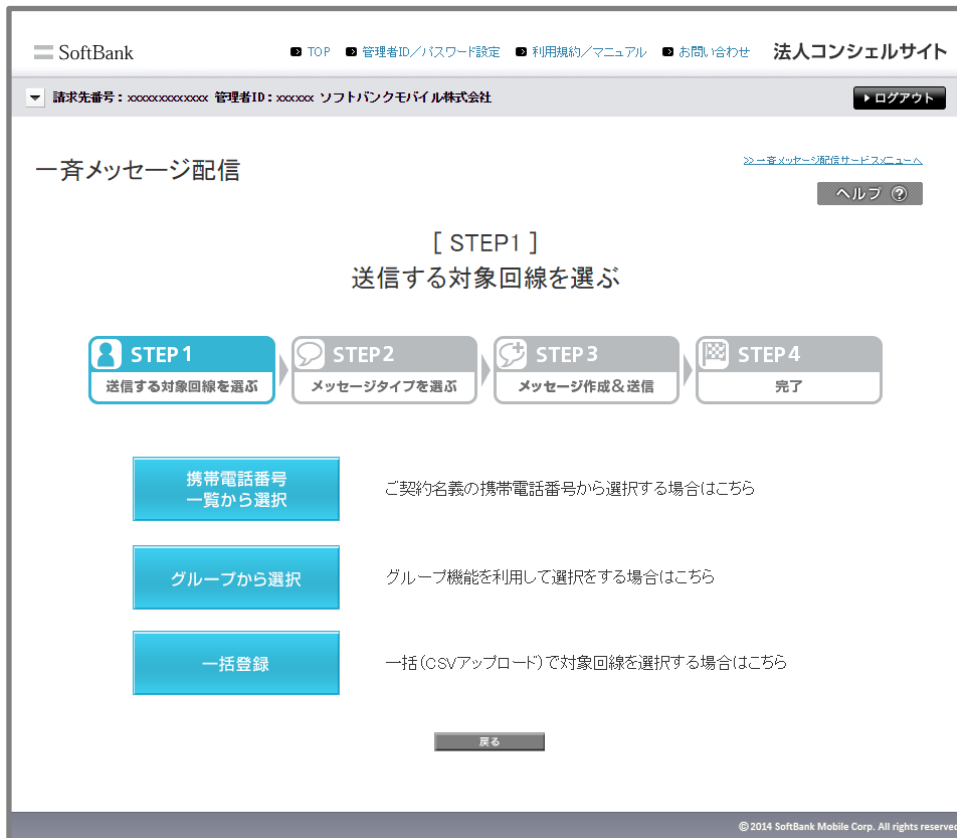 SoftBank TOP 管理者ID／パスワード設定 利用規約／マニュアル お問い合わせ 法人コンシェルサイト
請求先番号：xxxxxxxxxxxxx 管理者ID：xxxxxx ソフトバンクモバイル株式会社 ログアウト
一斉メッセージ配信
>> 一斉メッセージ配信サービスメニューへ
ヘルプ ?
[ STEP1 ]
送信する対象回線を選ぶ
STEP1 STEP2 STEP3 STEP4
送信する対象回線を選ぶ メッセージタイプを選ぶ メッセージ作成＆送信 完了
携帯電話番号
一覧から選択
ご契約名義の携帯電話番号から選択する場合はこちら
グループから選択 グループ機能を利用して選択をする場合はこちら
一括登録 一括（CSVアップロード）で対象回線を選択する場合はこちら
戻る
© 2014 SoftBank Mobile Corp. All rights reserved